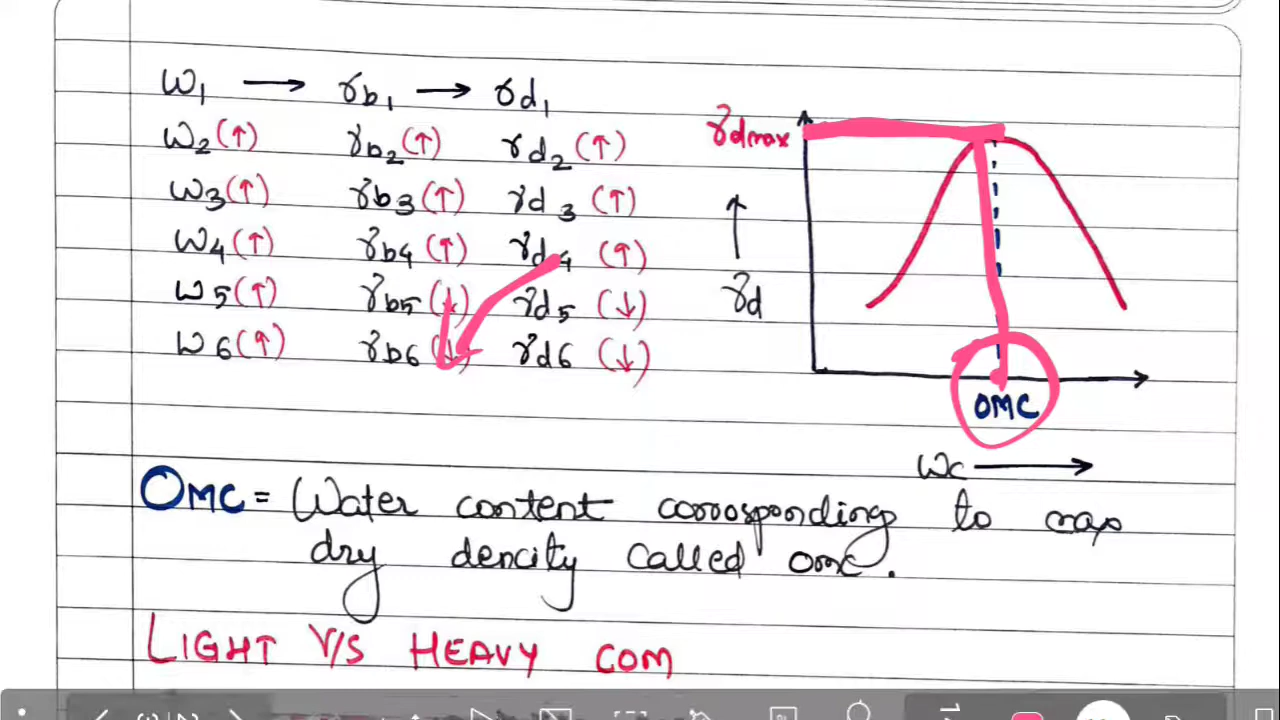 W1 → γb1 → γd1
W2(↑) γb2(↑) γd2(↑)
W3(↑) γb3(↑) γd3(↑)
W4(↑) γb4(↑) γd4(↑)
W5(↑) γb5(↓) γd5(↓)
W6(↑) γb6(↓) γd6(↓)
γdmax
↑
γd
OMC
Wc →
OMC = Water content corrosponding to max
dry dencity called omc.
LIGHT V/S HEAVY COM